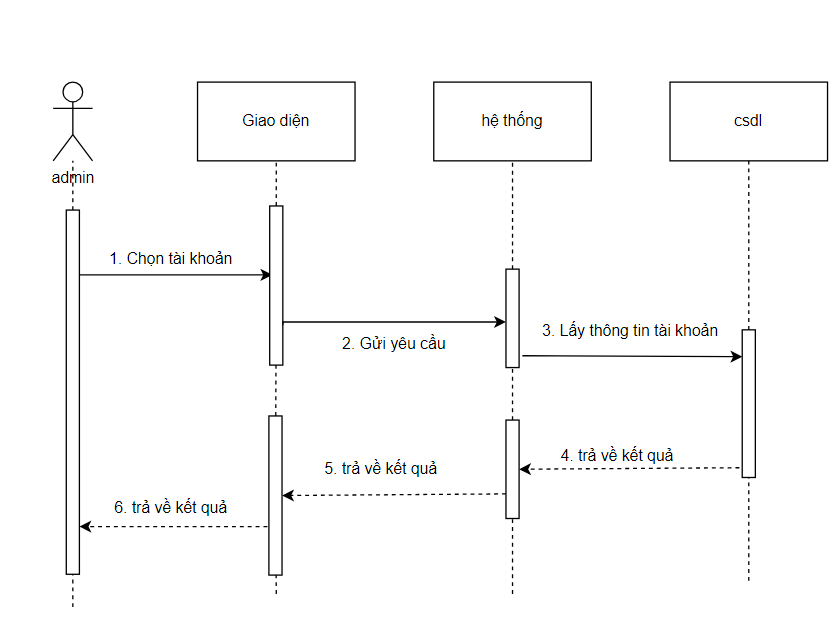 Giao diện
hệ thống
csdl
admin
1. Chọn tài khoản
2. Gửi yêu cầu
3. Lấy thông tin tài khoản
4. trả về kết quả
5. trả về kết quả
6. trả về kết quả